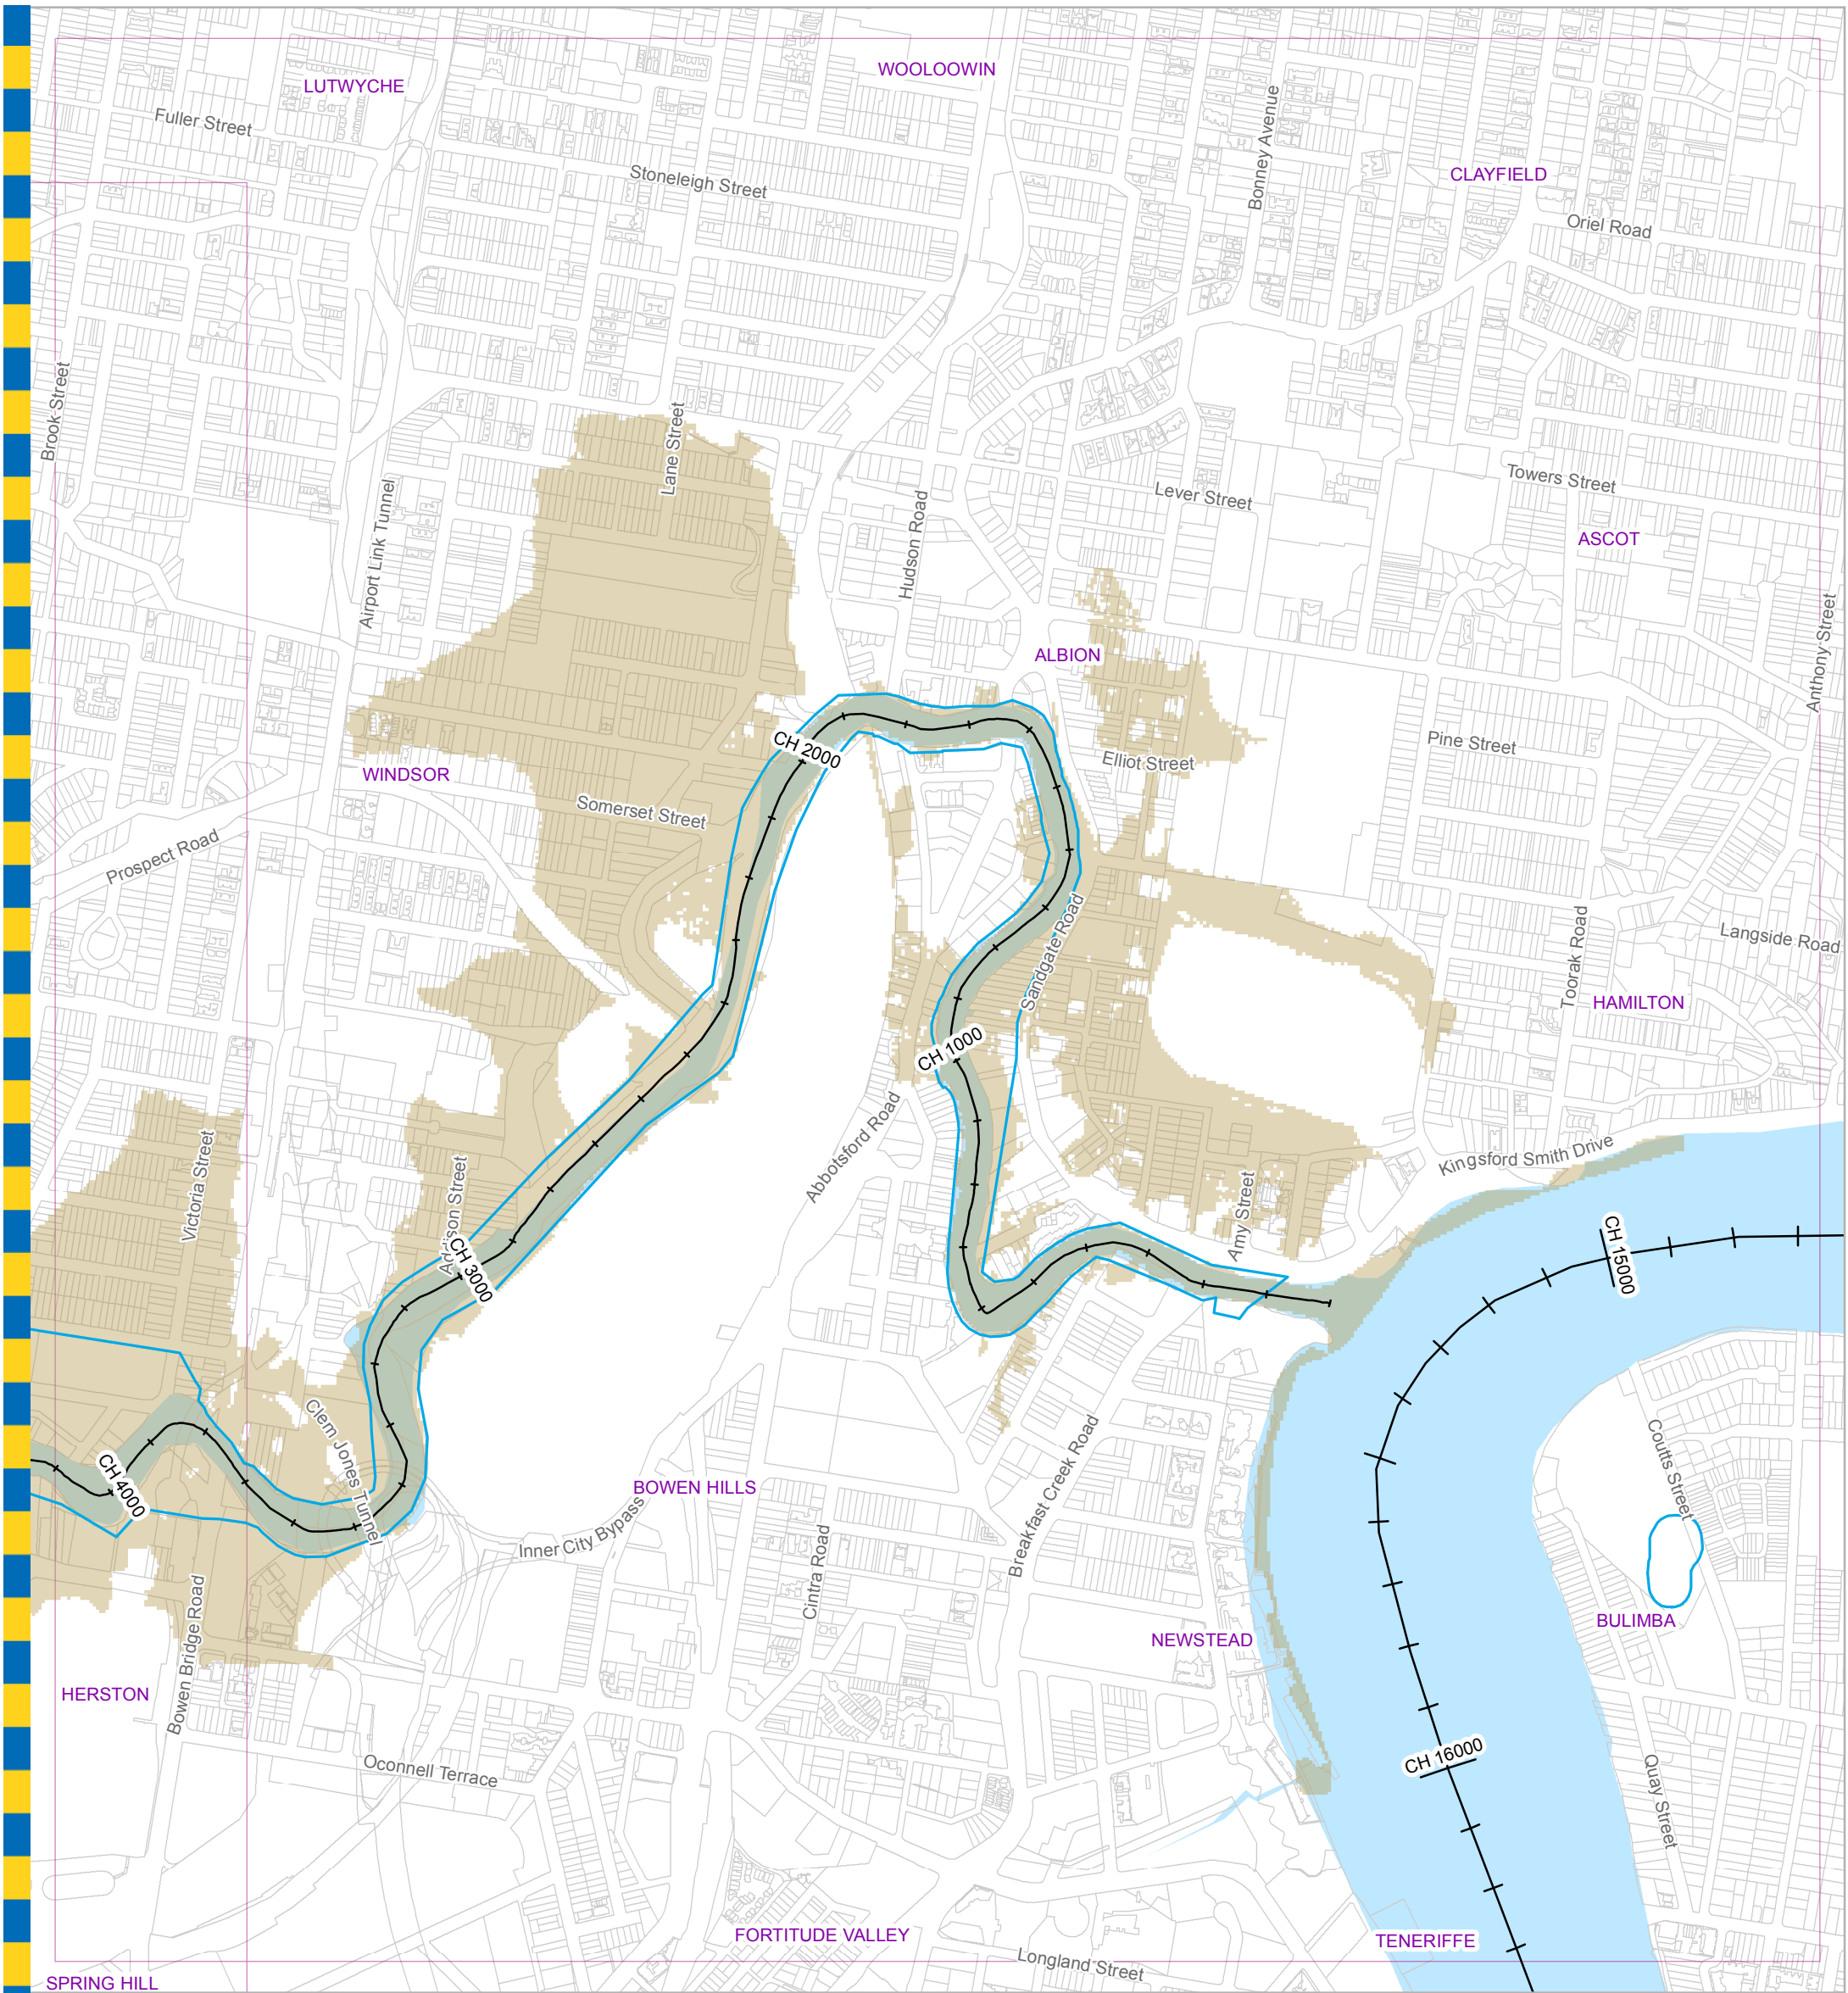 WOOLOOWIN
LUTWYCHE
Fuller Street
Bonney Avenue
Stoneleigh Street
CLAYFIELD
Oriel Road
Brook Street
Lane Street
Towers Street
Lever Street
Airport Link Tunnel
Hudson Road
ASCOT
Anthony Street
ALBION
Pine Street
CH 2000
Elliot Street
WINDSOR
Somerset Street
Prospect Road
Langside Road
Sandgate Road
Toorak Road
HAMILTON
CH 1000
Abbotsford Road
Kingsford Smith Drive
Victoria Street
Addison Street
Amy Street
CH 3000
CH 15000
Clem Jones Tunnel
Coutts Street
CH 4000
BOWEN HILLS
Breakfast Creek Road
Inner City Bypass
Cintra Road
BULIMBA
NEWSTEAD
Bowen Bridge Road
HERSTON
CH 16000
Oconnell Terrace
Quay Street
FORTITUDE VALLEY
TENERIFFE
Longland Street
SPRING HILL